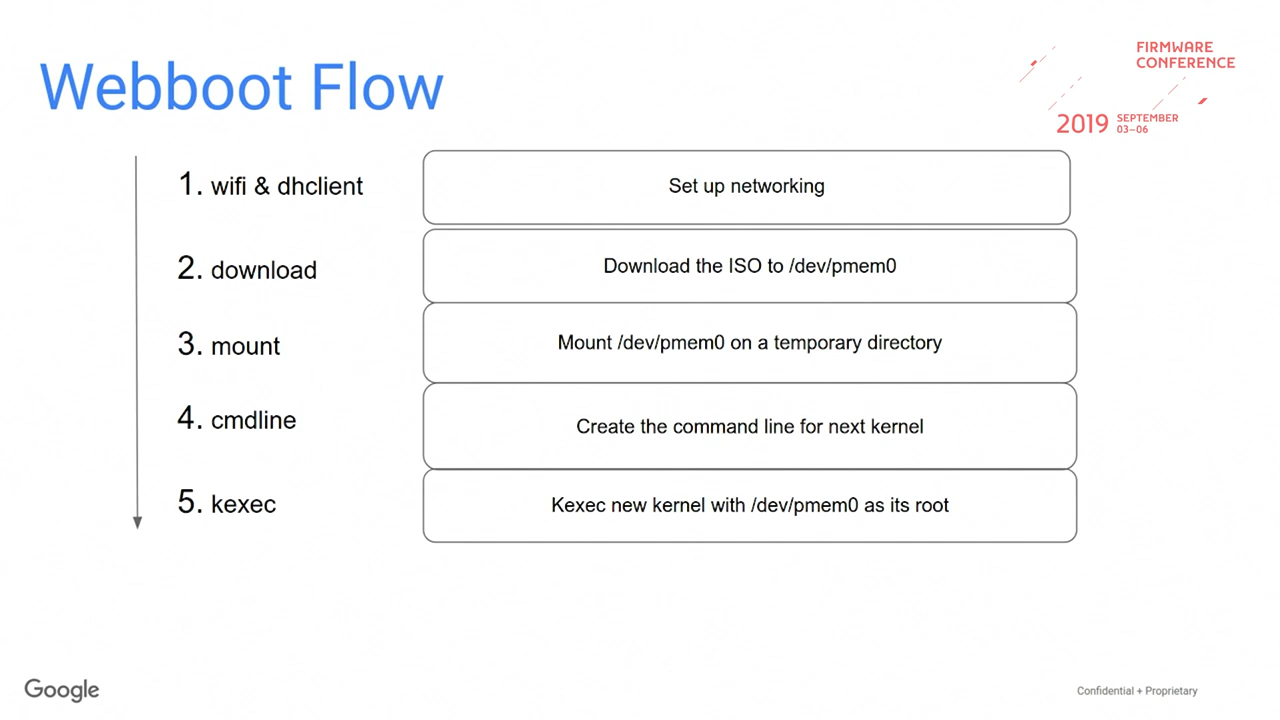 Webboot Flow
FIRMWARE
CONFERENCE
2019 SEPTEMBER
03–06
1. wifi & dhclient
Set up networking
2. download
Download the ISO to /dev/pmem0
3. mount
Mount /dev/pmem0 on a temporary directory
4. cmdline
Create the command line for next kernel
5. kexec
Kexec new kernel with /dev/pmem0 as its root
Google
Confidential + Proprietary